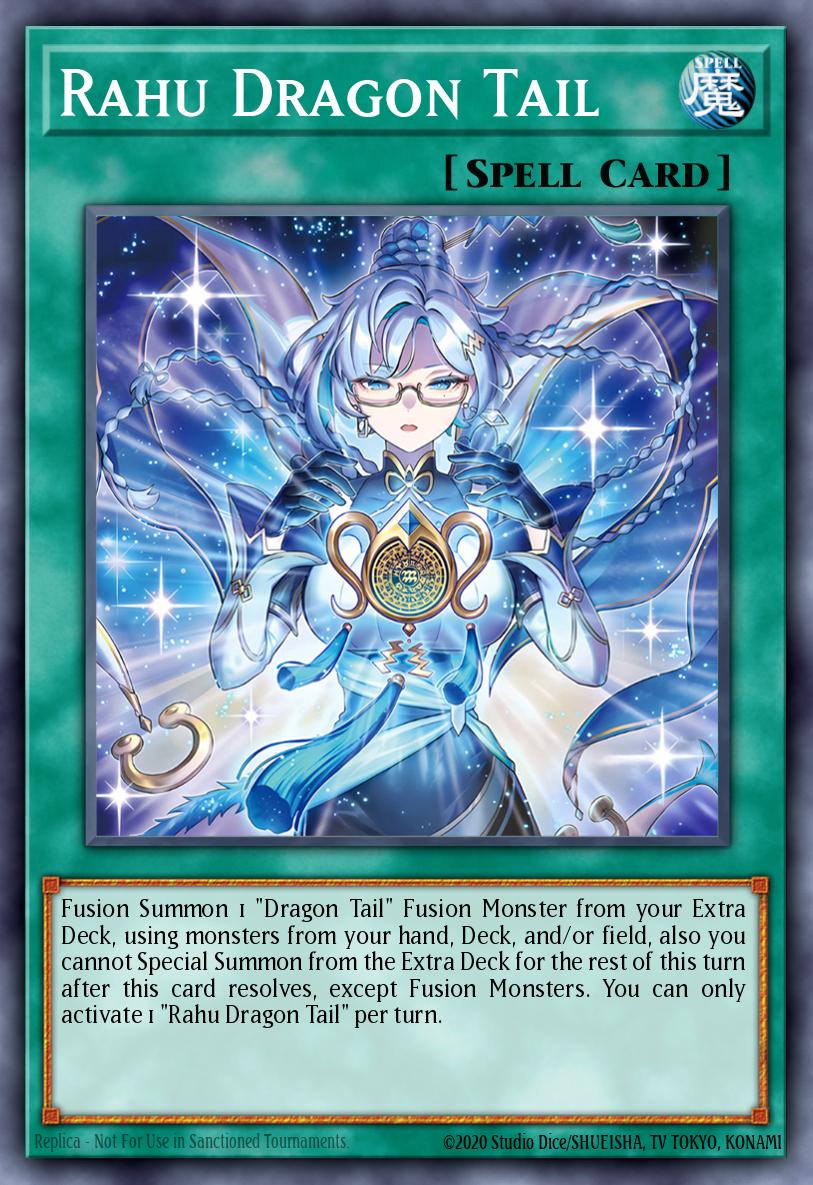 Rahu Dragon Tail
SPELL
魔
[ Spell Card ]
Fusion Summon 1 "Dragon Tail" Fusion Monster from your Extra
Deck, using monsters from your hand, Deck, and/or field, also you
cannot Special Summon from the Extra Deck for the rest of this turn
after this card resolves, except Fusion Monsters. You can only
activate 1 "Rahu Dragon Tail" per turn.
Replica - Not For Use in Sanctioned Tournaments.
©2020 Studio Dice/SHUEISHA, TV TOKYO, KONAMI